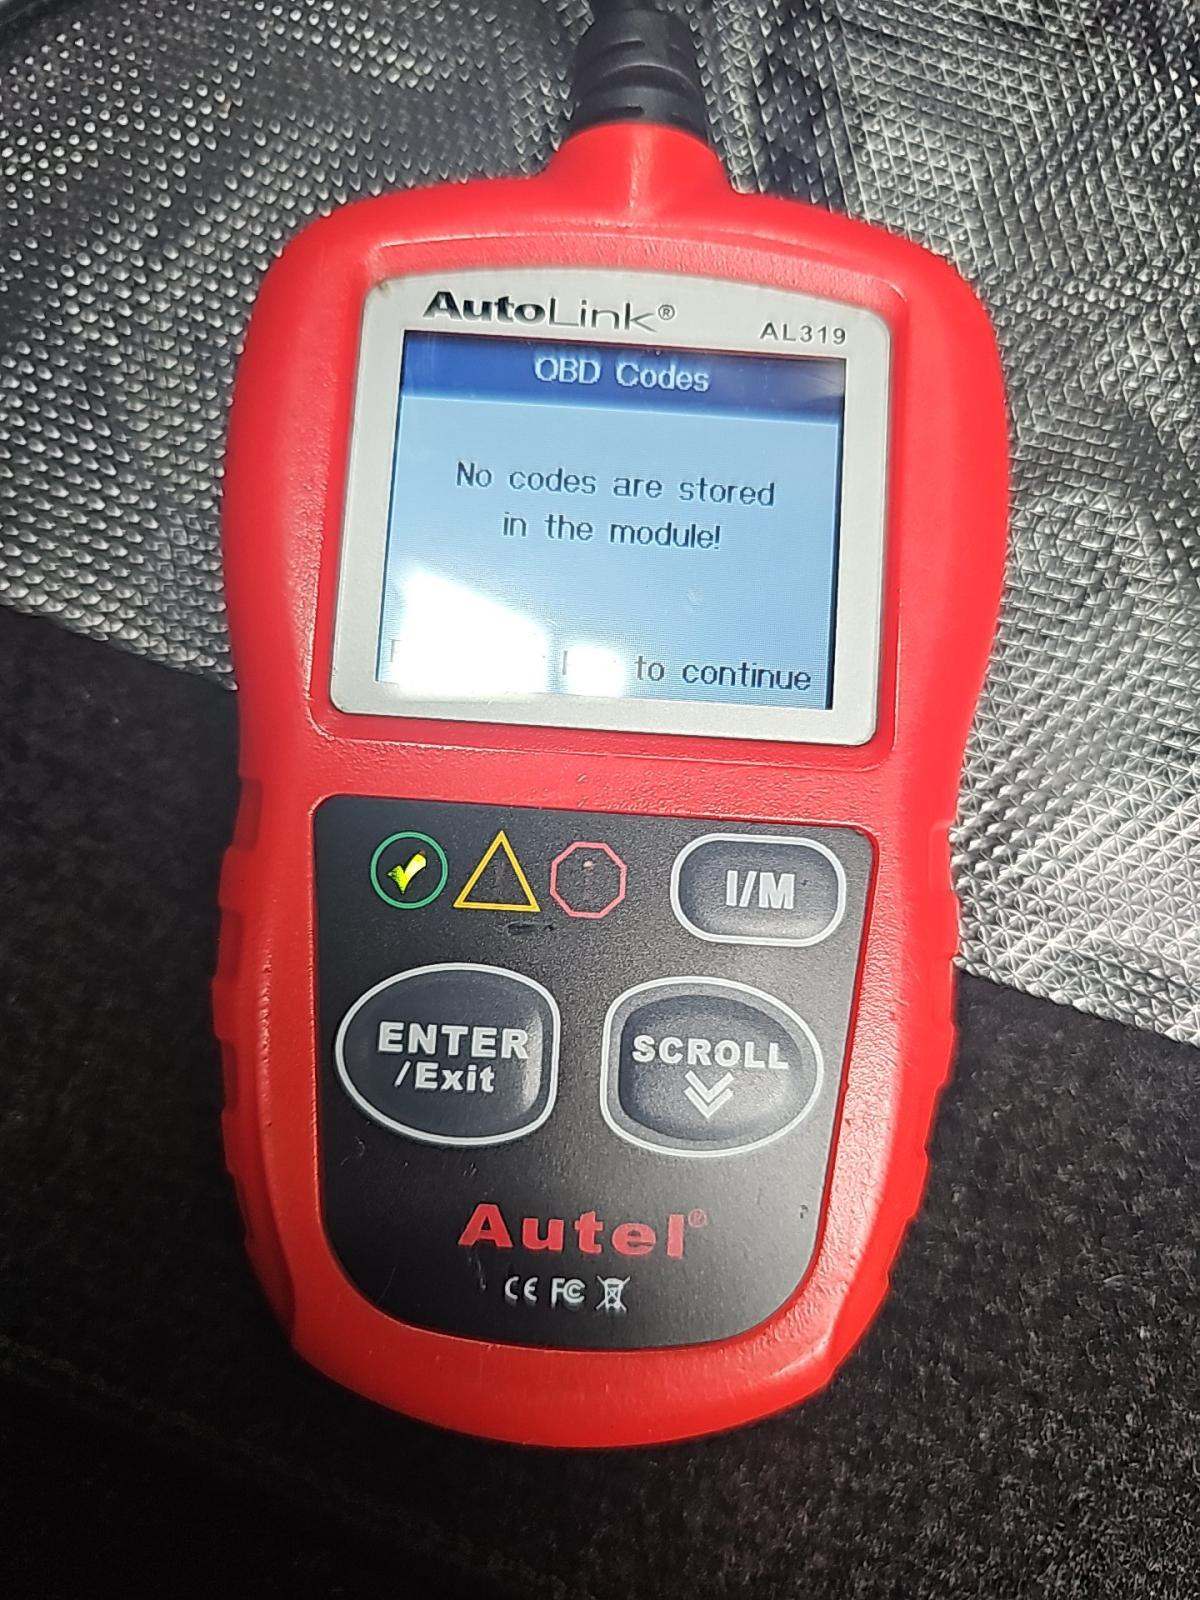 AutoLink®
AL319
OBD Codes
No codes are stored
in the module!
to continue
I/M
ENTER
/Exit
SCROLL
Autel®
CE FC